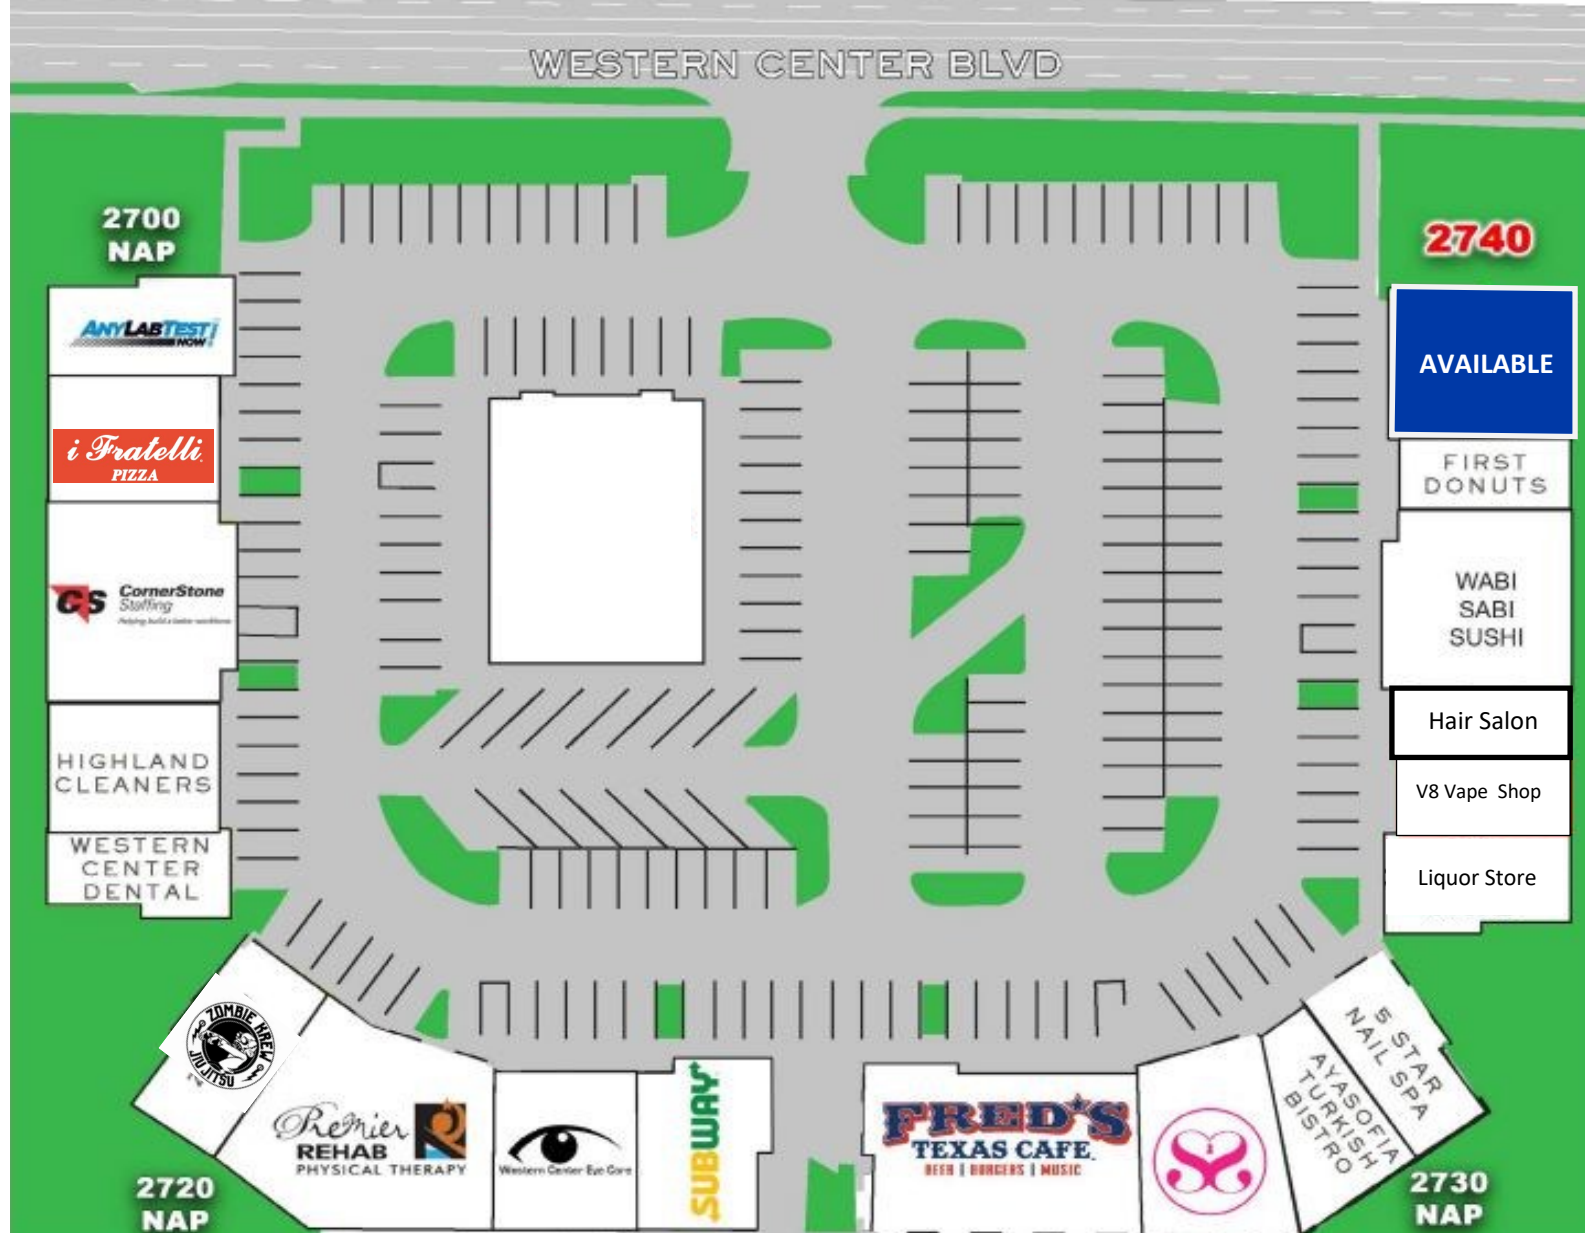 WESTERN CENTER BLVD
2700
NAP
2740
ANYLABTEST
NOW!
AVAILABLE
i Fratelli
PIZZA
FIRST
DONUTS
CS CornerStone
Staffing
WABI
SABI
SUSHI
Hair Salon
HIGHLAND
CLEANERS
V8 Vape Shop
WESTERN
CENTER
DENTAL
Liquor Store
ZOMBIE KREW
JIU JITSU
Premier
REHAB
PHYSICAL THERAPY
Western Center Eye Care
SUBWAY
FRED'S
TEXAS CAFE
BEER | BURGERS | MUSIC
AYASOFIA
TURKISH
BISTRO
5 STAR
NAIL SPA
2720
NAP
2730
NAP